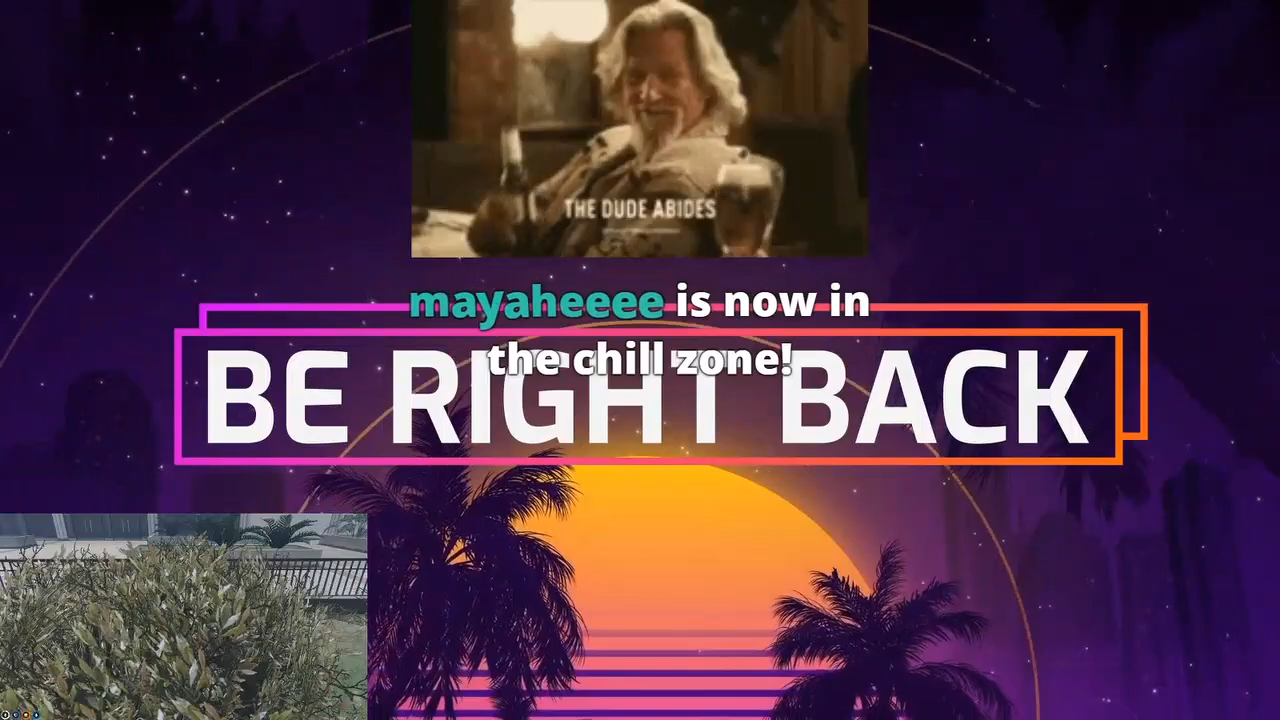 THE DUDE ABIDES
mayaheeee is now in
the chill zone!
BE RIGHT BACK